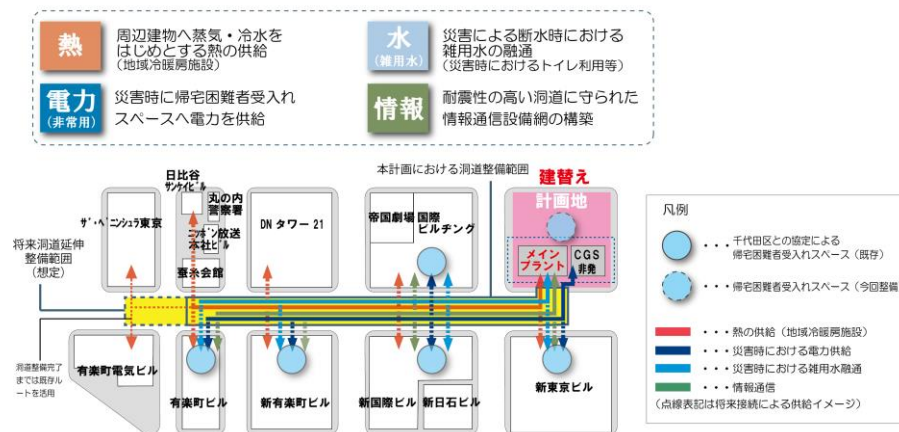 熱
周辺建物へ蒸気・冷水を
はじめとする熱の供給
(地域冷暖房施設)
水
(雑用水)
災害による断水時における
雑用水の融通
(災害時におけるトイレ利用等)
電力
(非常用)
災害時に帰宅困難者受入れ
スペースへ電力を供給
情報
耐震性の高い洞道に守られた
情報通信設備網の構築
本計画における洞道整備範囲
日比谷
サンケイビル
丸の内
警察署
ニッポン放送
本社ビル
蚕糸会館
ザ・ペニンシュラ東京
DNタワー21
帝国劇場
国際
ビルヂング
建替え
計画地
メイン
プラント
CGS
非発
将来洞道延伸
整備範囲
(想定)
洞道整備完了
までは既存ル
ートを活用
有楽町電気ビル
有楽町ビル
新有楽町ビル
新国際ビル
新日石ビル
新東京ビル
凡例
・・・千代田区との協定による
帰宅困難者受入れスペース(既存)
・・・帰宅困難者受入れスペース(今回整備
・・・熱の供給(地域冷暖房施設)
・・・災害時における電力供給
・・・災害時における雑用水融通
・・・情報通信
(点線表記は将来接続による供給イメージ)